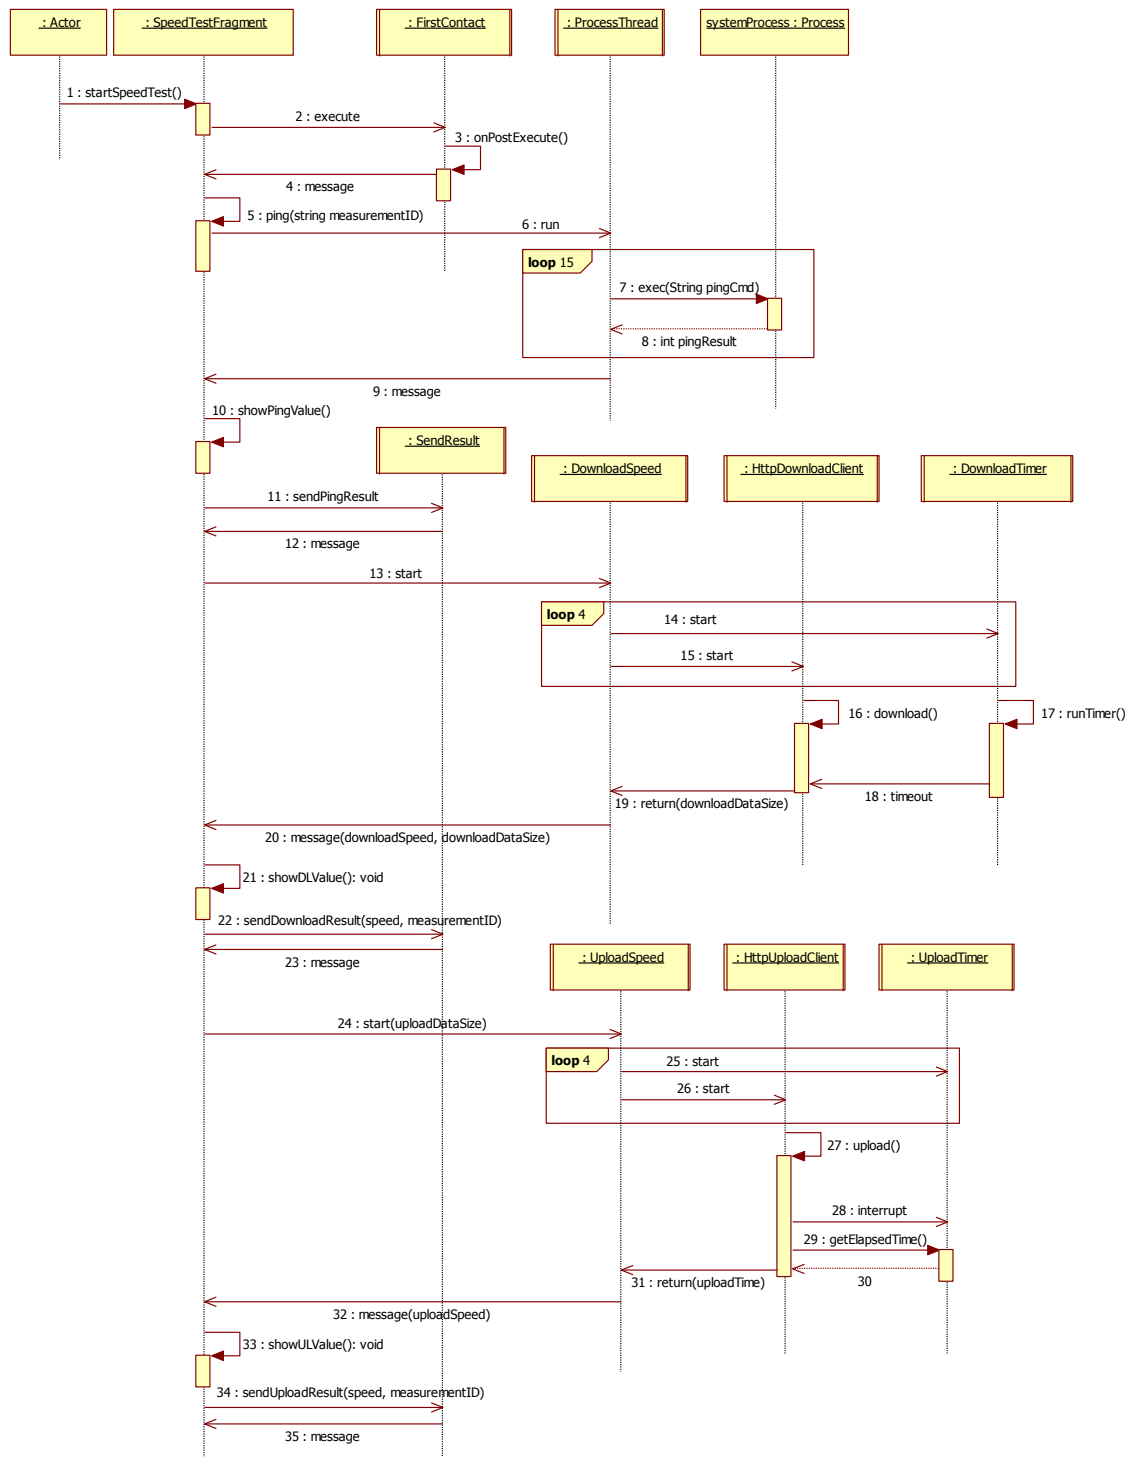 : Actor
: SpeedTestFragment
: FirstContact
: ProcessThread
systemProcess : Process
1 : startSpeedTest()
2 : execute
3 : onPostExecute()
4 : message
5 : ping(string measurementID)
6 : run
loop 15
7 : exec(String pingCmd)
8 : int pingResult
9 : message
10 : showPingValue()
: SendResult
: DownloadSpeed
: HttpDownloadClient
: DownloadTimer
11 : sendPingResult
12 : message
13 : start
loop 4
14 : start
15 : start
16 : download()
17 : runTimer()
18 : timeout
19 : return(downloadDataSize)
20 : message(downloadSpeed, downloadDataSize)
21 : showDLValue(): void
22 : sendDownloadResult(speed, measurementID)
23 : message
: UploadSpeed
: HttpUploadClient
: UploadTimer
24 : start(uploadDataSize)
loop 4
25 : start
26 : start
27 : upload()
28 : interrupt
29 : getElapsedTime()
30
31 : return(uploadTime)
32 : message(uploadSpeed)
33 : showULValue(): void
34 : sendUploadResult(speed, measurementID)
35 : message